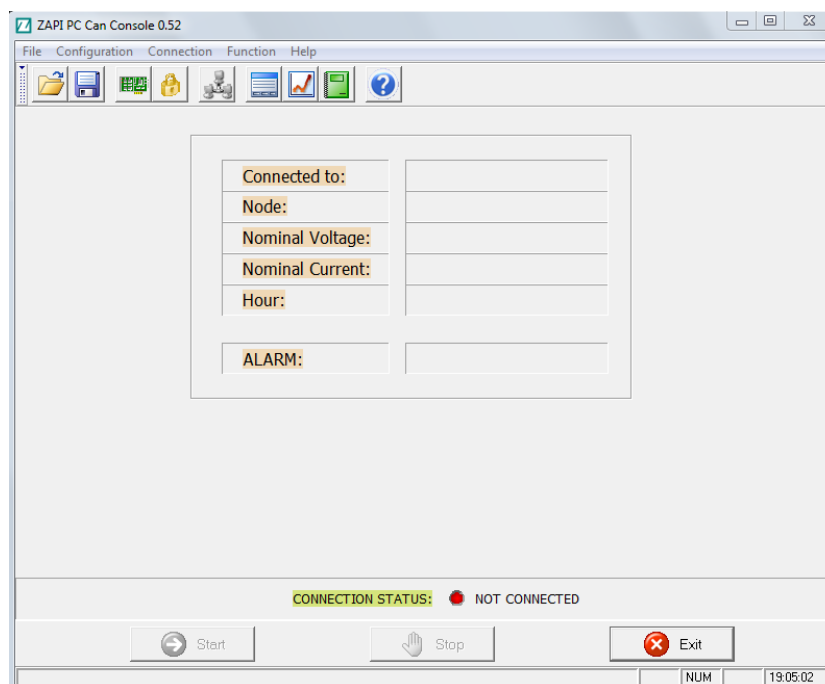 ZAPI PC Can Console 0.52
File Configuration Connection Function Help
Connected to:
Node:
Nominal Voltage:
Nominal Current:
Hour:
ALARM:
CONNECTION STATUS: NOT CONNECTED
Start Stop Exit
NUM 19:05:02